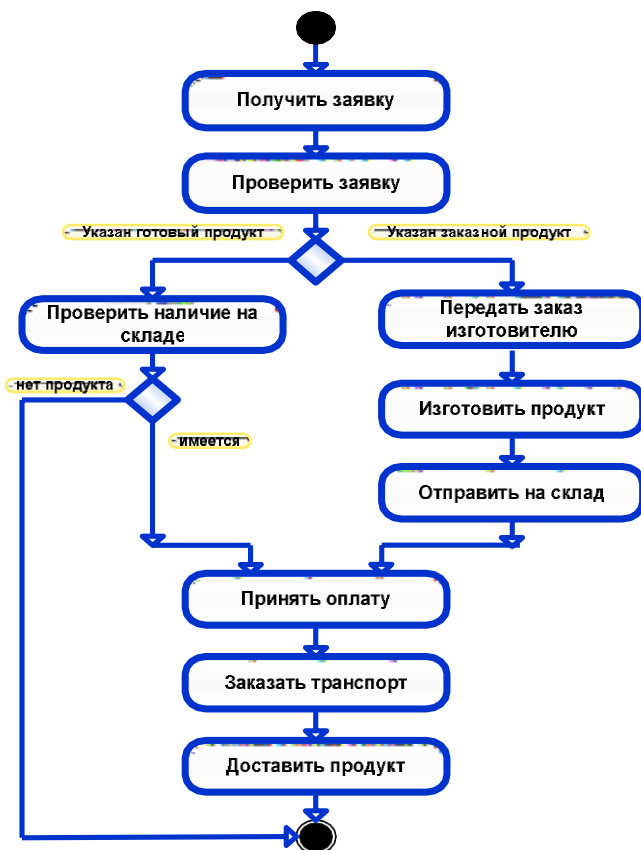 Получить заявку
Проверить заявку
Указан готовый продукт
Указан заказной продукт
Проверить наличие на
складе
Передать заказ
изготовителю
нет продукта
Изготовить продукт
имеется
Отправить на склад
Принять оплату
Заказать транспорт
Доставить продукт